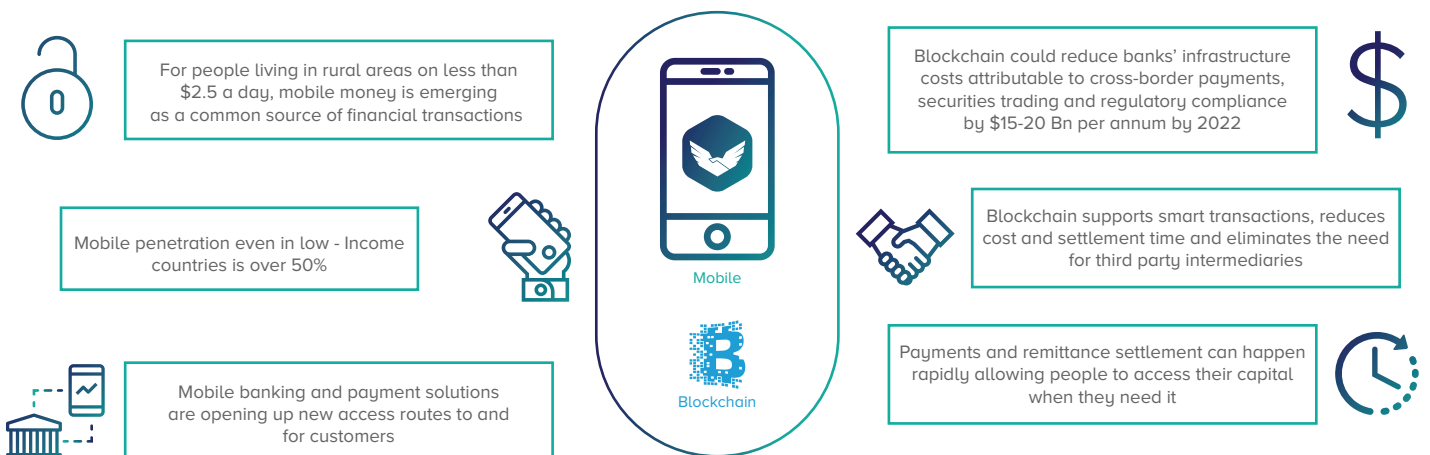 For people living in rural areas on less than
$2.5 a day, mobile money is emerging
as a common source of financial transactions
Mobile penetration even in low - Income
countries is over 50%
Mobile banking and payment solutions
are opening up new access routes to and
for customers
Mobile
Blockchain
Blockchain could reduce banks’ infrastructure
costs attributable to cross-border payments,
securities trading and regulatory compliance
by $15-20 Bn per annum by 2022
Blockchain supports smart transactions, reduces
cost and settlement time and eliminates the need
for third party intermediaries
Payments and remittance settlement can happen
rapidly allowing people to access their capital
when they need it